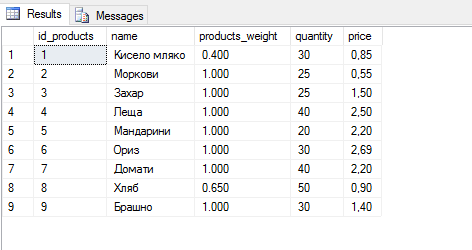 Results Messages
id_products name products_weight quantity price
1 1 Кисело мляко 0.400 30 0,85
2 2 Моркови 1.000 25 0,55
3 3 Захар 1.000 25 1,50
4 4 Леща 1.000 40 2,50
5 5 Мандарини 1.000 20 2,20
6 6 Ориз 1.000 30 2,69
7 7 Домати 1.000 40 2,20
8 8 Хляб 0.650 50 0,90
9 9 Брашно 1.000 30 1,40